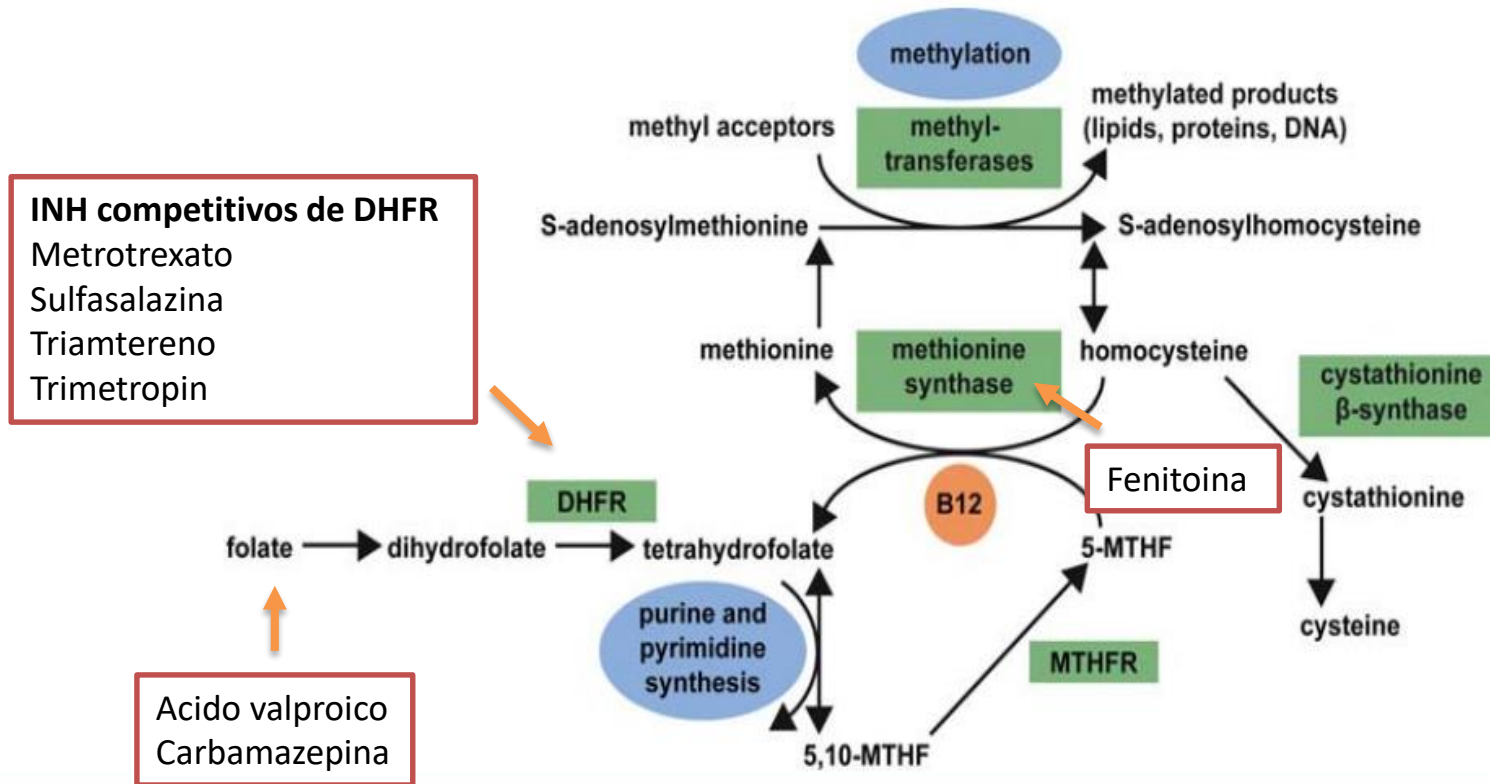 methylation
methyl acceptors
methyl-
transferases
methylated products
(lipids, proteins, DNA)
INH competitivos de DHFR
Metrotrexato
Sulfasalazina
Triamtereno
Trimetropin
S-adenosylmethionine
S-adenosylhomocysteine
methionine
methionine
synthase
homocysteine
cystathionine
β-synthase
Fenitoina
B12
cystathionine
DHFR
folate
dihydrofolate
tetrahydrofolate
5-MTHF
cysteine
purine and
pyrimidine
synthesis
MTHFR
Acido valproico
Carbamazepina
5,10-MTHF